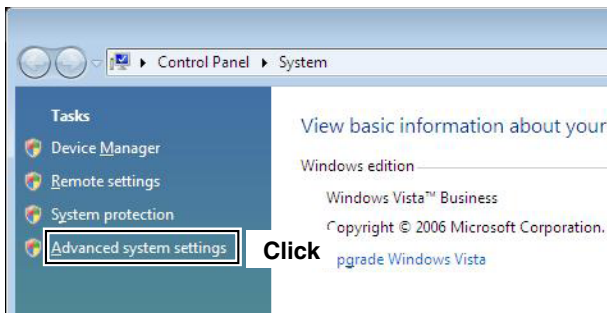 Control Panel System
Tasks
Device Manager
Remote settings
System protection
Advanced system settings
Click
View basic information about your
Windows edition
Windows Vista™ Business
opyright © 2006 Microsoft Corporation.
pgrade Windows Vista